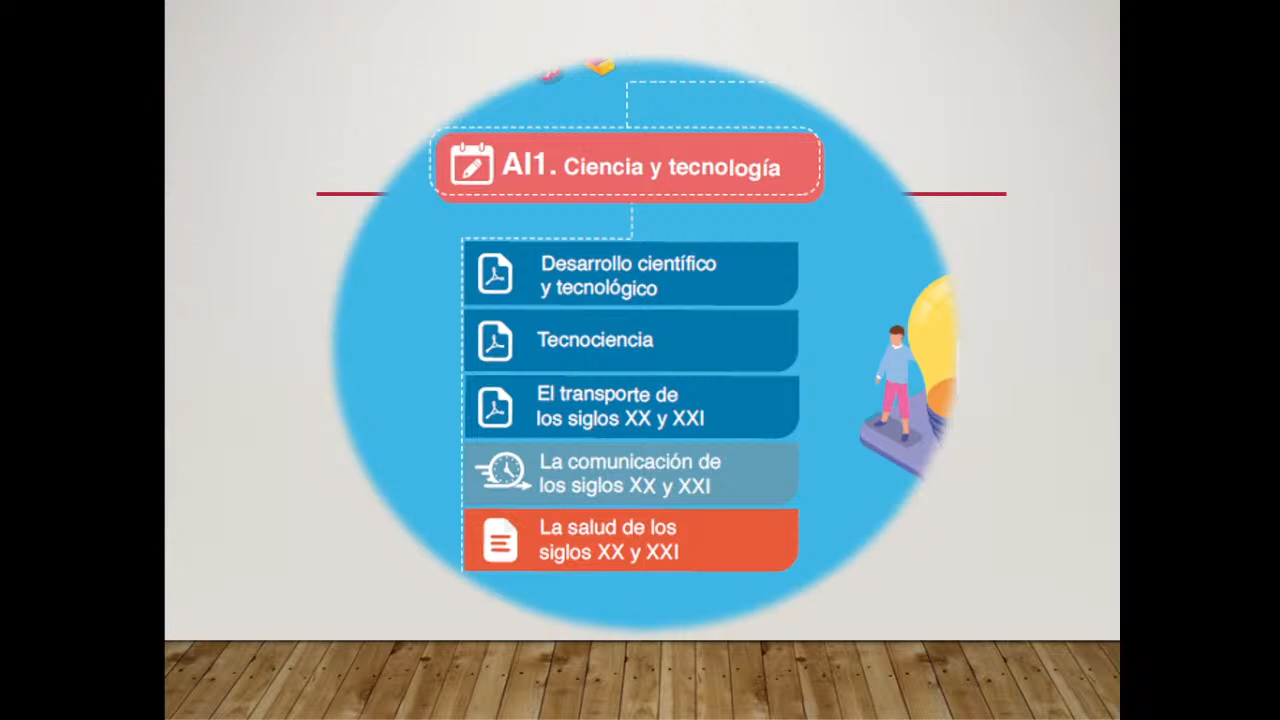 AI1. Ciencia y tecnología
Desarrollo científico
y tecnológico
Tecnociencia
El transporte de
los siglos XX y XXI
La comunicación de
los siglos XX y XXI
La salud de los
siglos XX y XXI